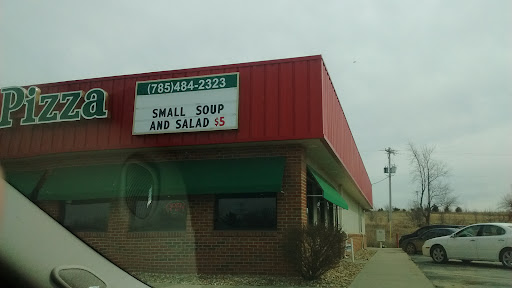 Pizza
(785)484-2323
SMALL SOUP
AND SALAD $5